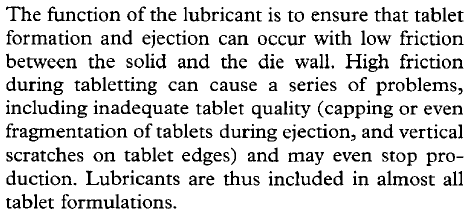 The function of the lubricant is to ensure that tablet
formation and ejection can occur with low friction
between the solid and the die wall. High friction
during tabletting can cause a series of problems,
including inadequate tablet quality (capping or even
fragmentation of tablets during ejection, and vertical
scratches on tablet edges) and may even stop pro-
duction. Lubricants are thus included in almost all
tablet formulations.